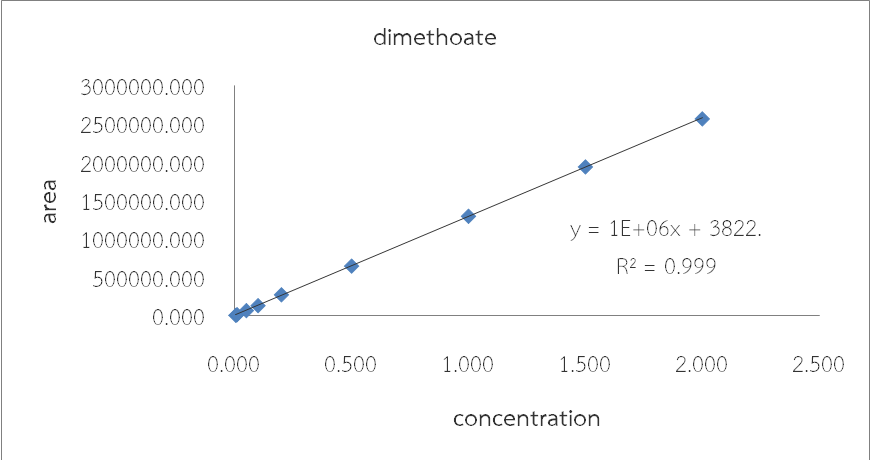 dimethoate
3000000.000
2500000.000
2000000.000
1500000.000
1000000.000
500000.000
0.000
area
y = 1E+06x + 3822.
R² = 0.999
0.000 0.500 1.000 1.500 2.000 2.500
concentration